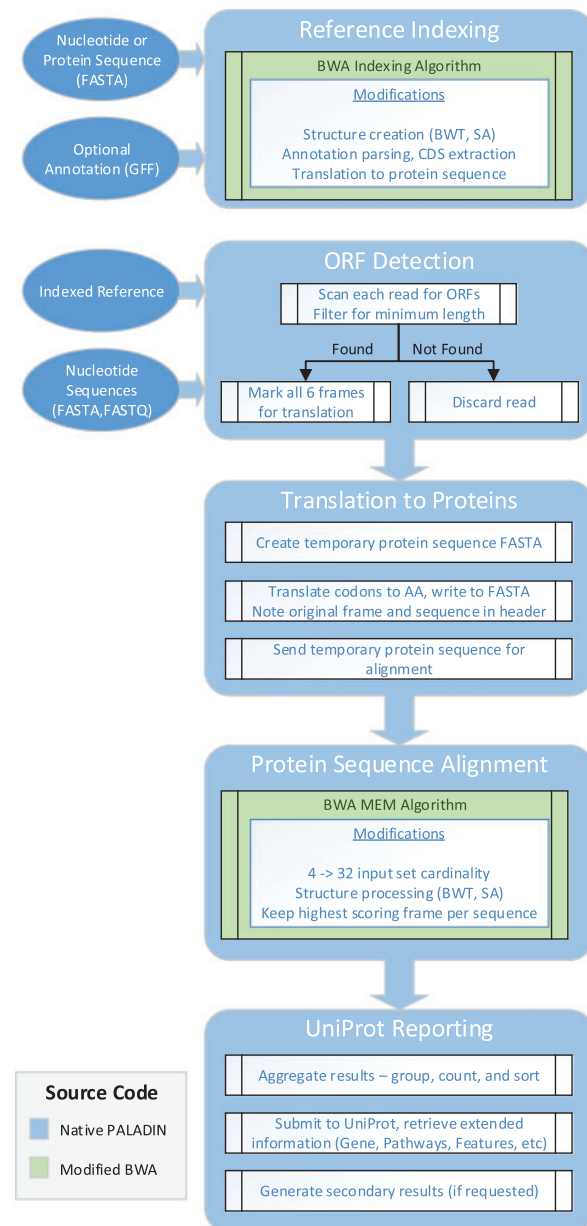 Nucleotide or
Protein Sequence
(FASTA)
Optional
Annotation (GFF)
Reference Indexing
BWA Indexing Algorithm
Modifications
Structure creation (BWT, SA)
Annotation parsing, CDS extraction
Translation to protein sequence
Indexed Reference
Nucleotide
Sequences
(FASTA,FASTQ)
ORF Detection
Scan each read for ORFs
Filter for minimum length
Found
Not Found
Mark all 6 frames
for translation
Discard read
Translation to Proteins
Create temporary protein sequence FASTA
Translate codons to AA, write to FASTA
Note original frame and sequence in header
Send temporary protein sequence for
alignment
Protein Sequence Alignment
BWA MEM Algorithm
Modifications
4 -> 32 input set cardinality
Structure processing (BWT, SA)
Keep highest scoring frame per sequence
UniProt Reporting
Aggregate results – group, count, and sort
Submit to UniProt, retrieve extended
information (Gene, Pathways, Features, etc)
Generate secondary results (if requested)
Source Code
Native PALADIN
Modified BWA